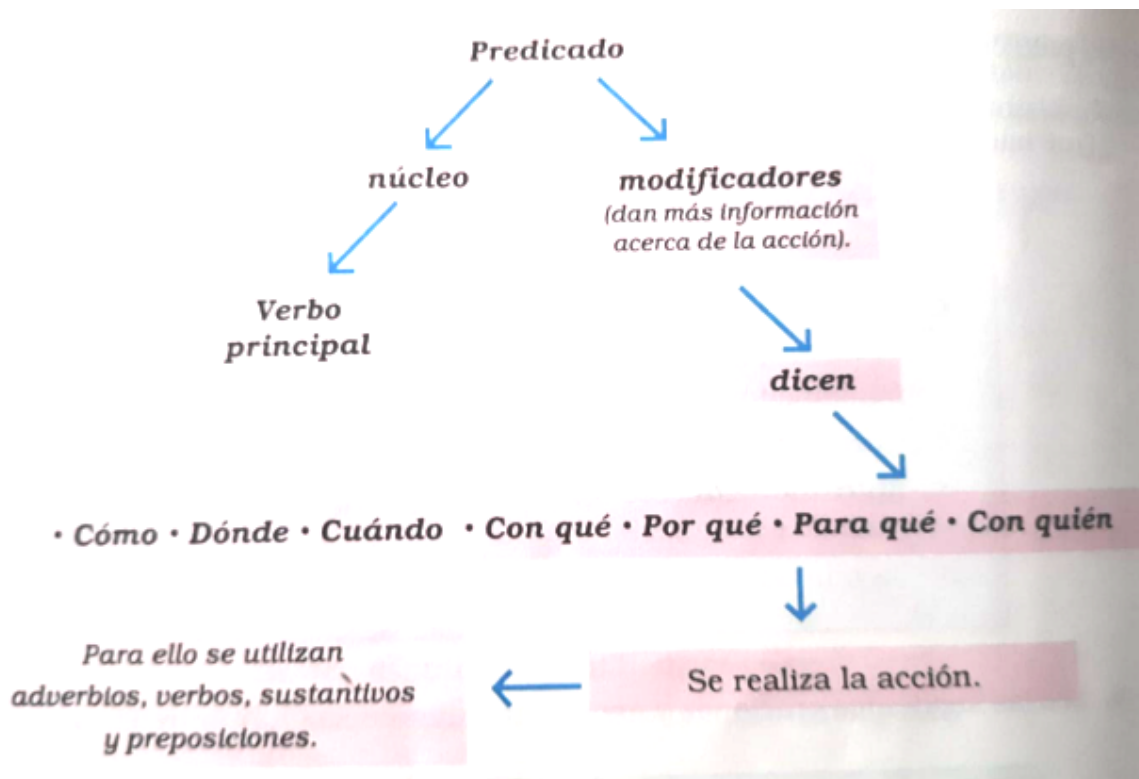 Predicado
núcleo
modificadores
(dan más información
acerca de la acción).
Verbo
principal
dicen
· Cómo · Dónde · Cuándo · Con qué · Por qué · Para qué · Con quién
Se realiza la acción.
Para ello se utilizan
adverbios, verbos, sustantivos
y preposiciones.